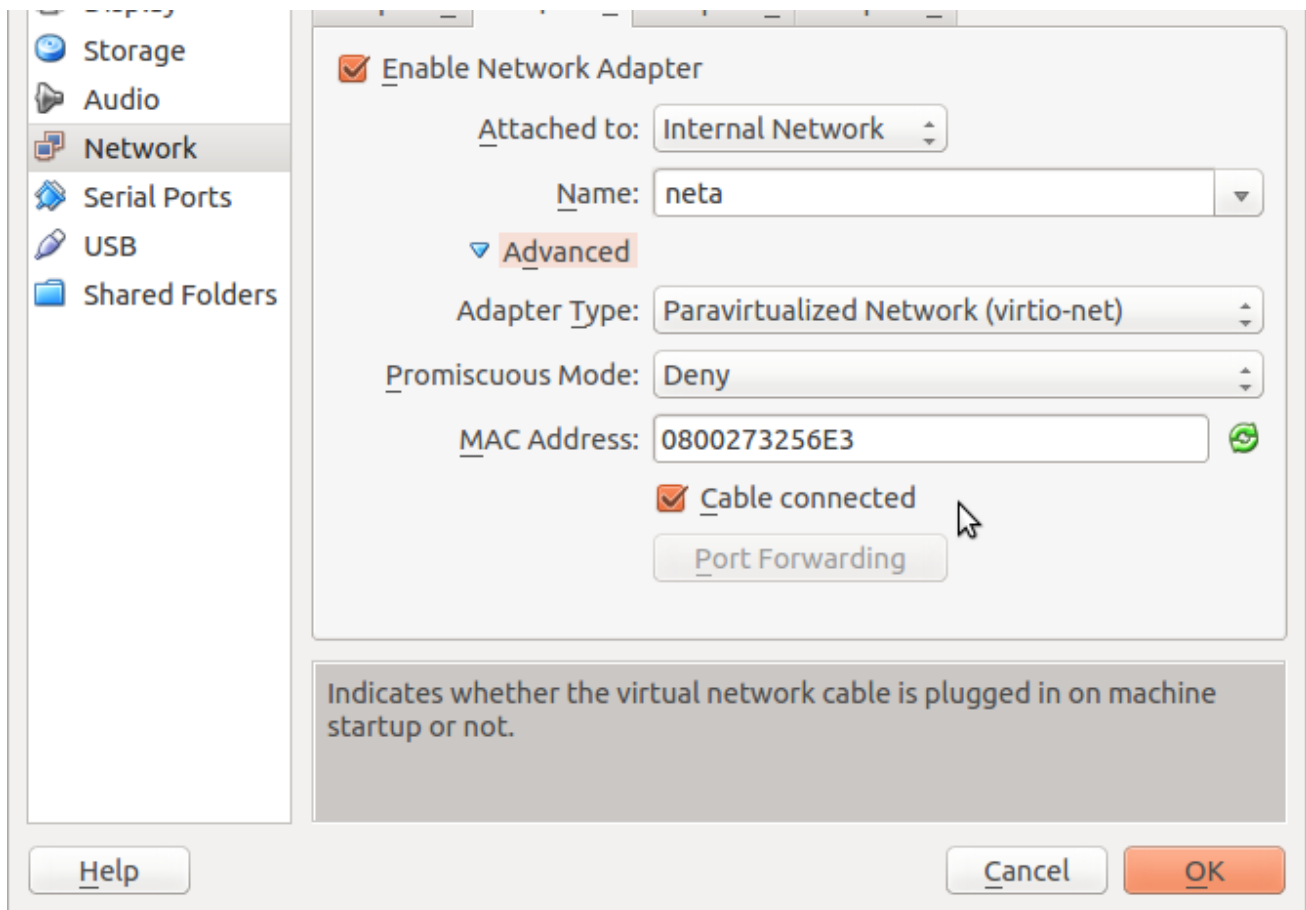 Storage
Audio
Network
Serial Ports
USB
Shared Folders
Enable Network Adapter
Attached to: Internal Network
Name: neta
Advanced
Adapter Type: Paravirtualized Network (virtio-net)
Promiscuous Mode: Deny
MAC Address: 0800273256E3
Cable connected
Port Forwarding
Indicates whether the virtual network cable is plugged in on machine
startup or not.
Help
Cancel OK